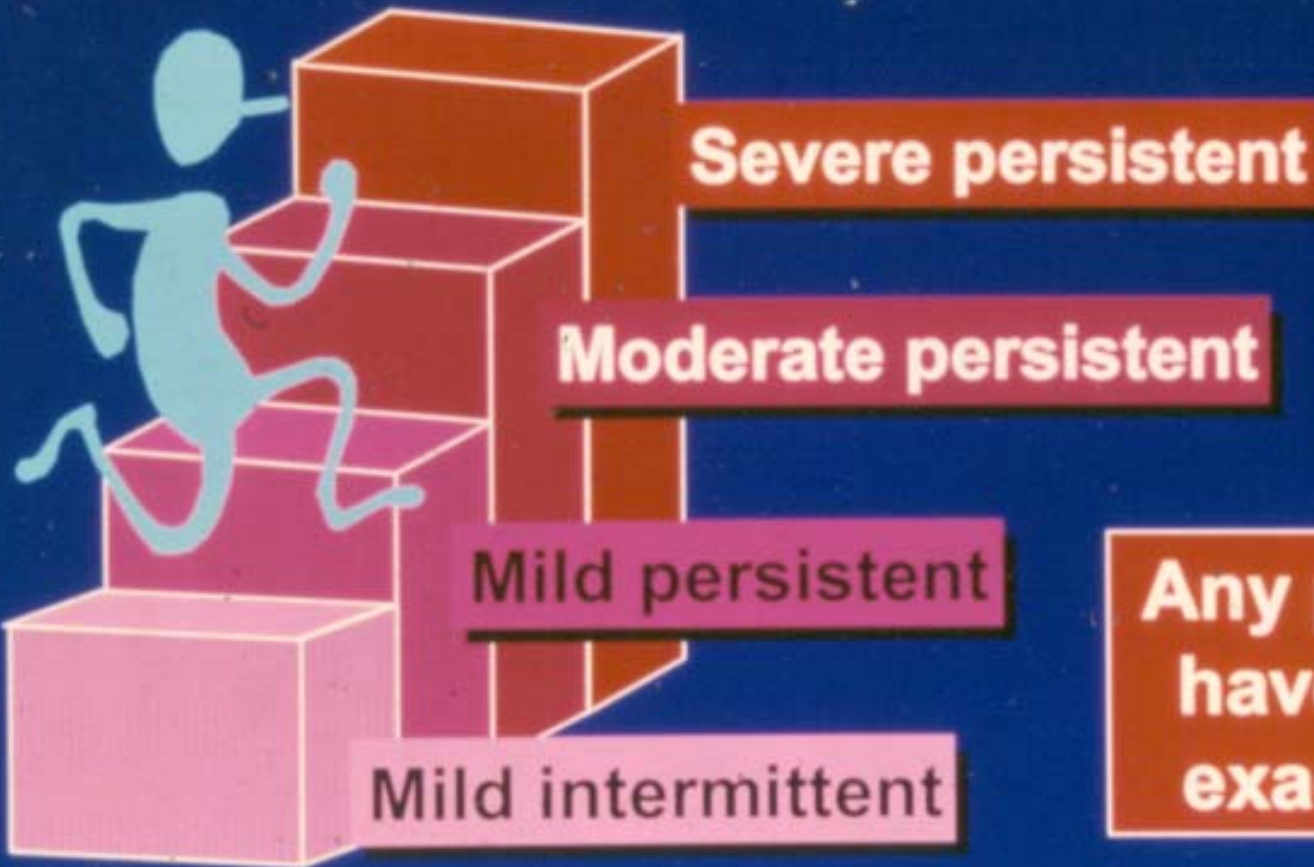 Severe persistent
Moderate persistent
Mild persistent
Any
hav
exa
Mild intermittent